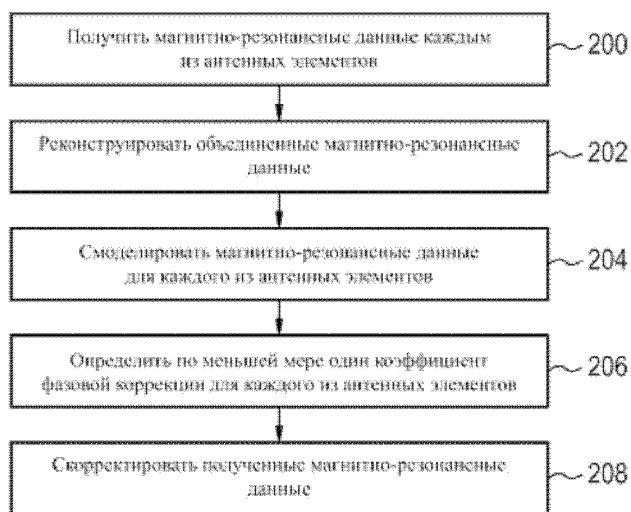 Получить магнитно-резонансные данные каждым
из антенных элементов
200
Реконструировать объединенные магнитно-резонансные
данные
202
Смоделировать магнитно-резонансные данные
для каждого из антенных элементов
204
Определить по меньшей мере один коэффициент
фазовой коррекции для каждого из антенных элементов
206
Скорректировать полученные магнитно-резонансные
данные
208